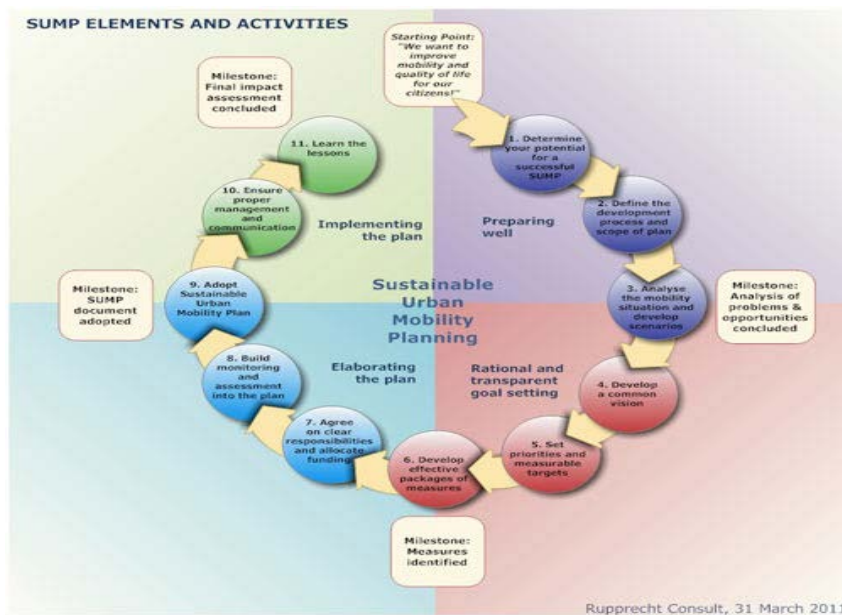 SUMP ELEMENTS AND ACTIVITIES
Starting Point:
"We want to
improve
mobility and
quality of life
for our
citizens!"
1. Determine
your potential
for a
successful
SUMP
2. Define the
development
process and
scope of plan
3. Analyse
the mobility
situation and
develop
scenarios
Milestone:
Analysis of
problems &
opportunities
concluded
Preparing
well
4. Develop
a common
vision
5. Set
priorities and
measurable
targets
6. Develop
effective
packages of
measures
Rational and
transparent
goal setting
Milestone:
Measures
identified
7. Agree
on clear
responsibilities
and allocate
funding
8. Build
monitoring
and
assessment
into the plan
9. Adopt
Sustainable
Urban
Mobility Plan
Elaborating
the plan
Milestone:
SUMP
document
adopted
10. Ensure
proper
management
and
communication
11. Learn the
lessons
Implementing
the plan
Milestone:
Final impact
assessment
concluded
Sustainable
Urban
Mobility
Planning
Rupprecht Consult, 31 March 2011